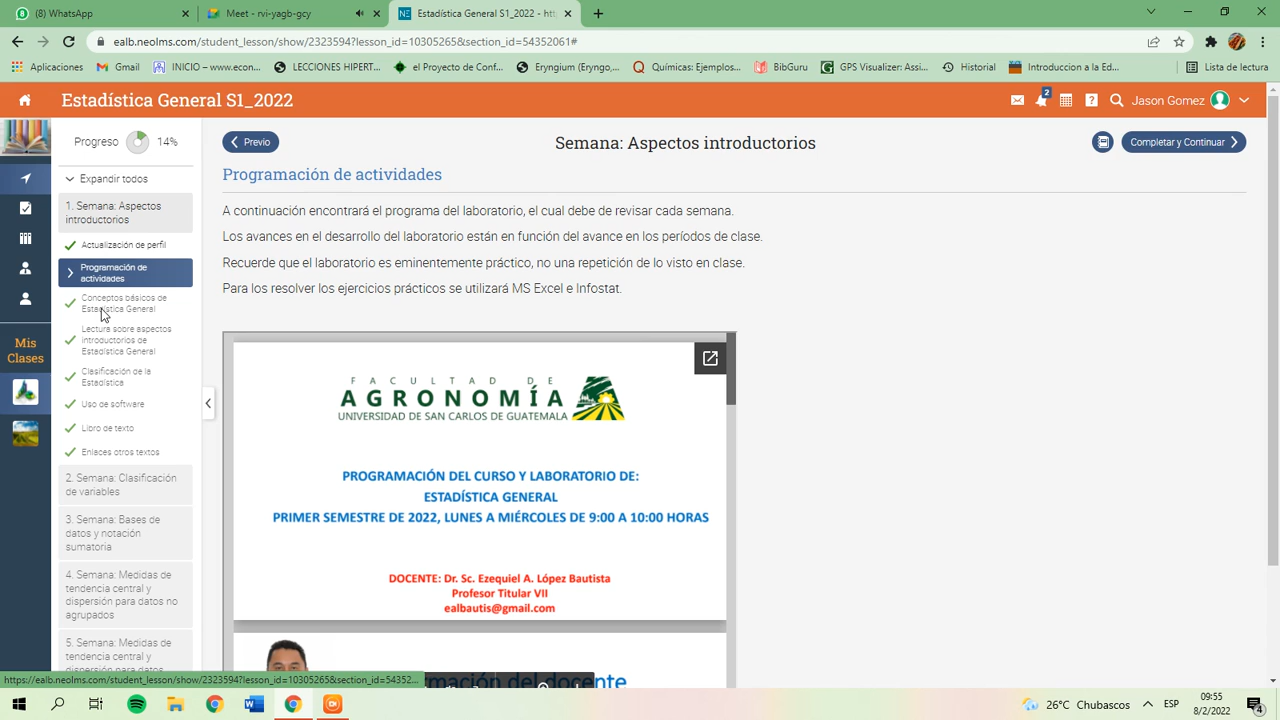 (8) WhatsApp
Meet - rvi-yagb-gcy
Estadística General S1_2022 - htt
ealb.neolms.com/student_lesson/show/2323594?lesson_id=10305265&section_id=54352061#
Aplicaciones
Gmail
INICIO – www.econ...
LECCIONES HIPERT...
el Proyecto de Conf...
Eryngium (Eryngo,...
Químicas: Ejemplos...
BibGuru
GPS Visualizer: Assi...
Historial
Introduccion a la Ed...
Lista de lectura
Estadística General S1_2022
2
Jason Gomez
Progreso 14%
Previo
Semana: Aspectos introductorios
Completar y Continuar
Expandir todos
1. Semana: Aspectos
introductorios
Actualización de perfil
Programación de
actividades
Conceptos básicos de
Estadística General
Lectura sobre aspectos
introductorios de
Estadística General
Clasificación de la
Estadística
Uso de software
Libro de texto
Enlaces otros textos
2. Semana: Clasificación
de variables
3. Semana: Bases de
datos y notación
sumatoria
4. Semana: Medidas de
tendencia central y
dispersión para datos no
agrupados
5. Semana: Medidas de
tendencia central y
dispersión para datos
Mis
Clases
Programación de actividades
A continuación encontrará el programa del laboratorio, el cual debe de revisar cada semana.
Los avances en el desarrollo del laboratorio están en función del avance en los períodos de clase.
Recuerde que el laboratorio es eminentemente práctico, no una repetición de lo visto en clase.
Para los resolver los ejercicios prácticos se utilizará MS Excel e Infostat.
FACULTAD DE
AGRONOMÍA
UNIVERSIDAD DE SAN CARLOS DE GUATEMALA
PROGRAMACIÓN DEL CURSO Y LABORATORIO DE:
ESTADÍSTICA GENERAL
PRIMER SEMESTRE DE 2022, LUNES A MIÉRCOLES DE 9:00 A 10:00 HORAS
DOCENTE: Dr. Sc. Ezequiel A. López Bautista
Profesor Titular VII
ealbautis@gmail.com
del docente
https://ealb.neolms.com/student_lesson/show/2323594?lesson_id=10305265&section_id=54352...
26°C Chubascos
ESP
09:55
8/2/2022
4